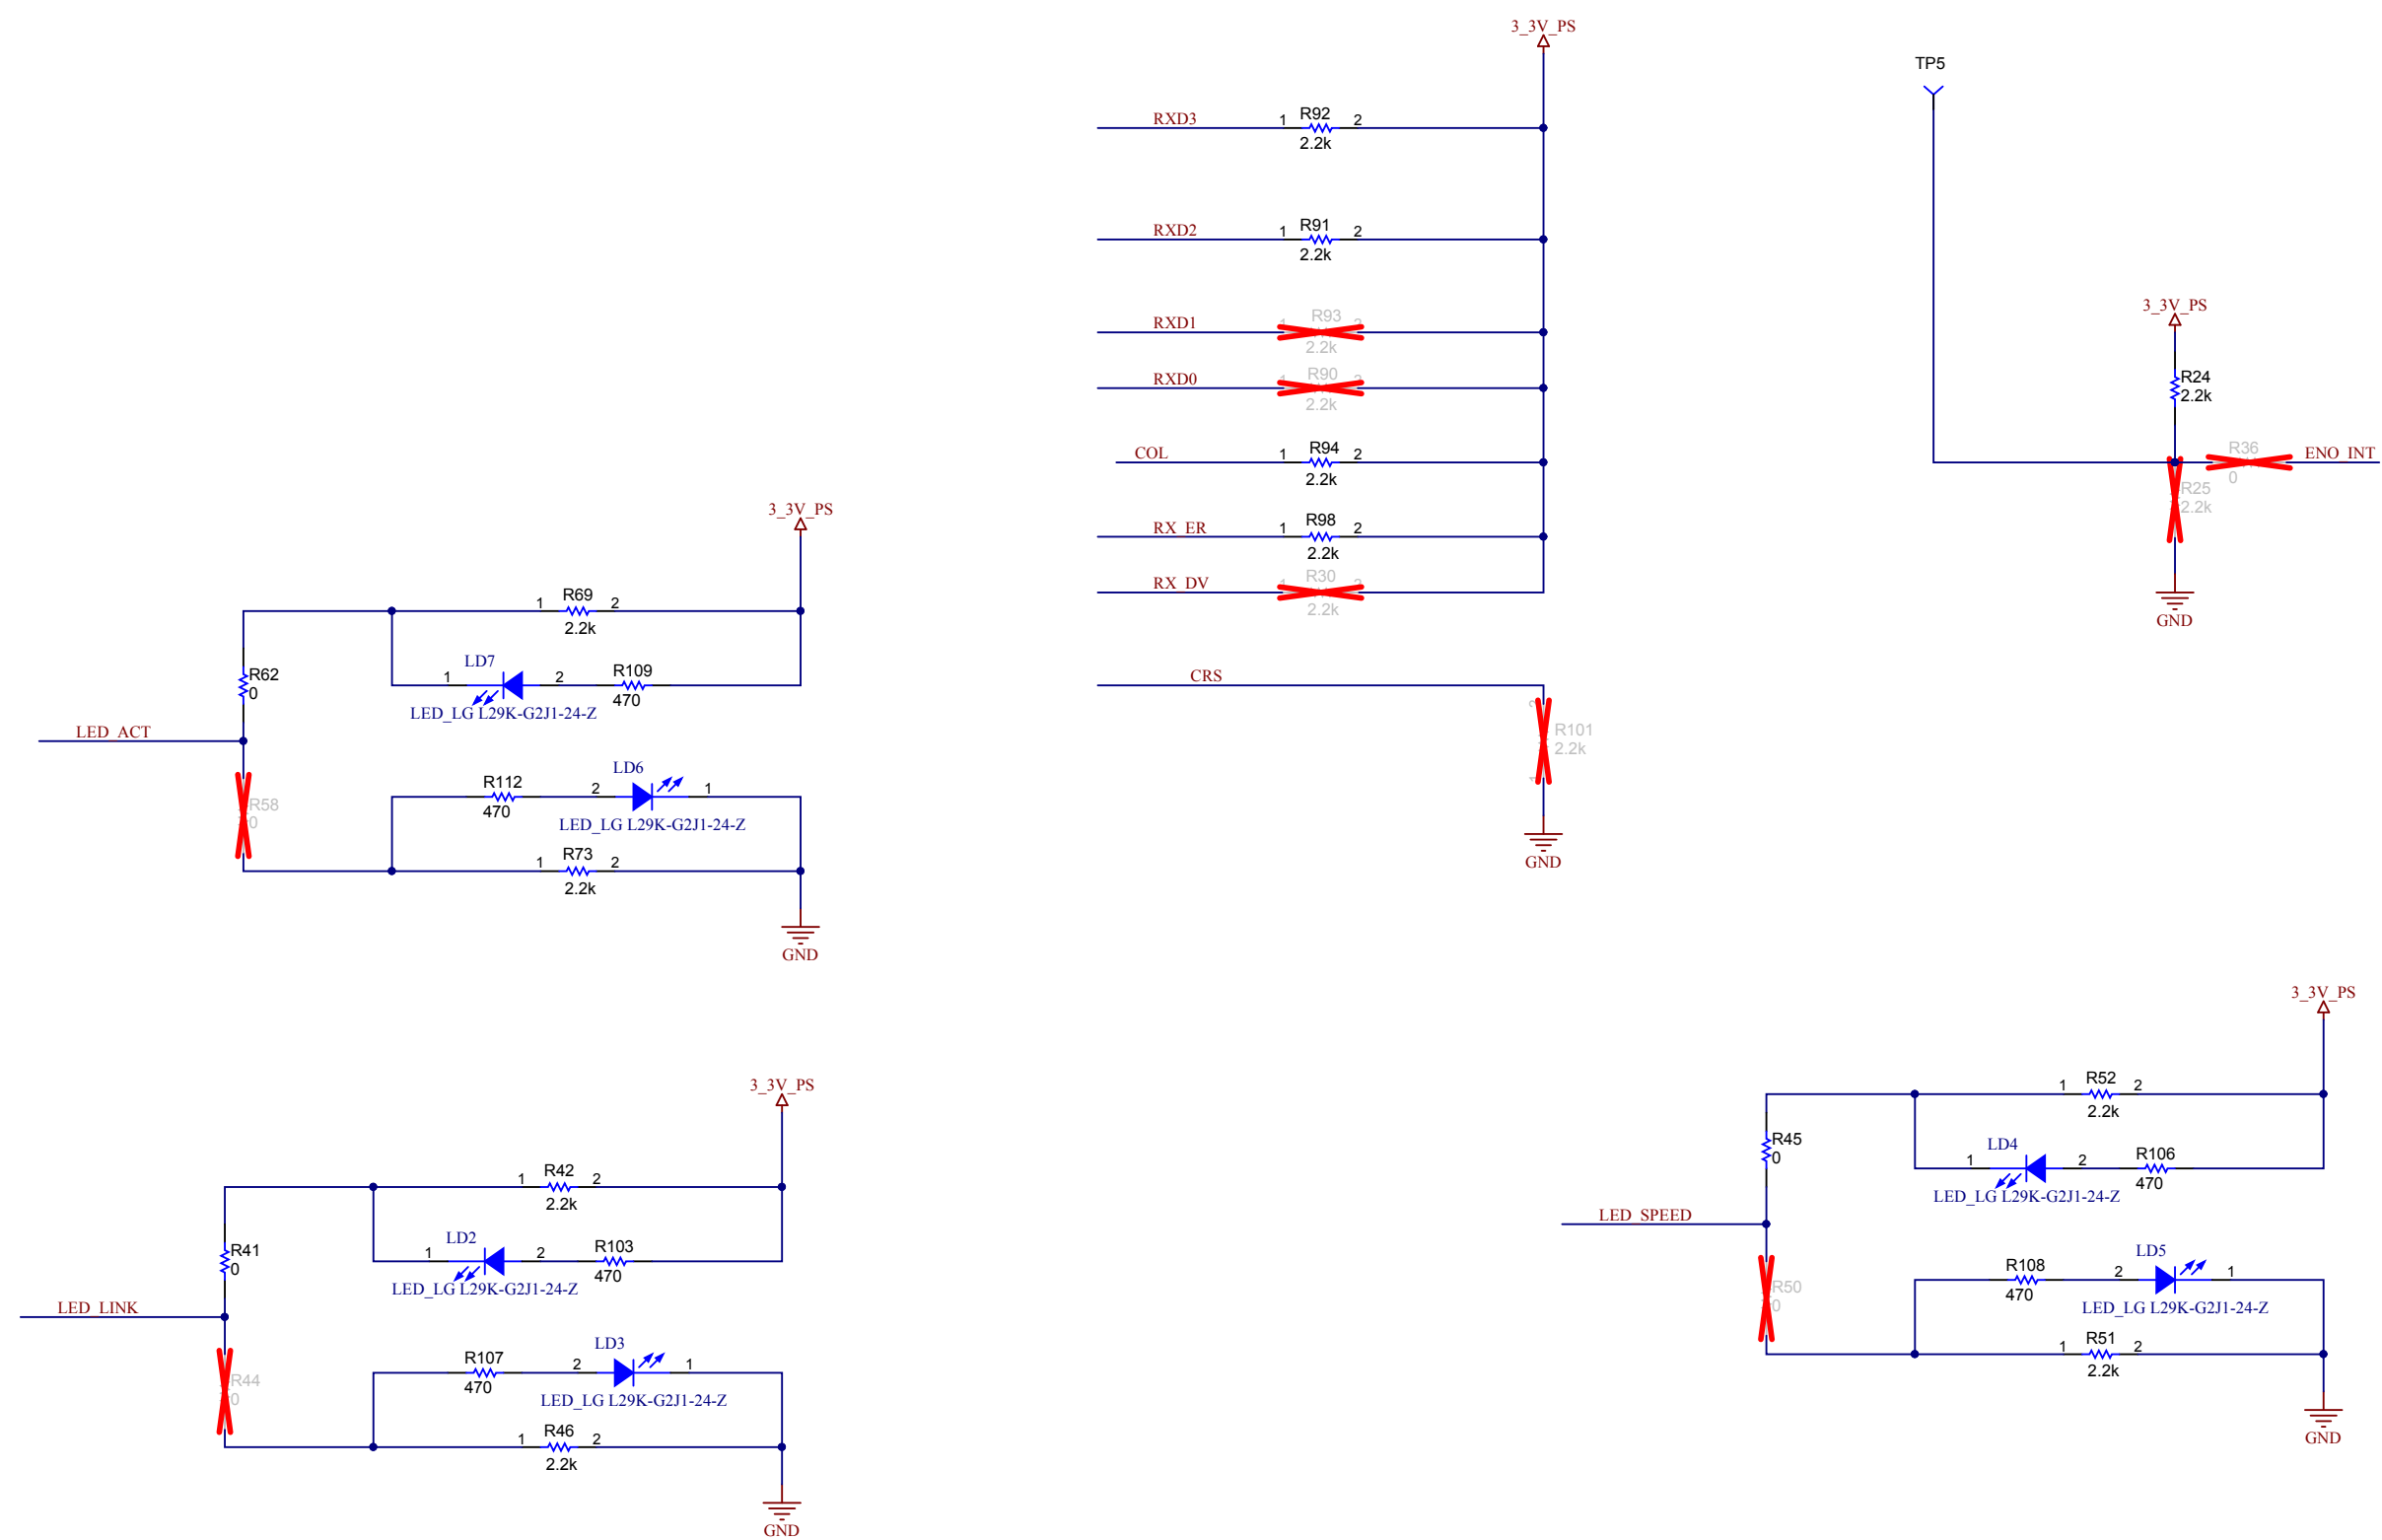 3_3V_PS
TP5
RXD3
1 R92 2
2.2k
RXD2
1 R91 2
2.2k
RXD1
1 R93 2
2.2k
RXD0
1 R90 2
2.2k
COL
1 R94 2
2.2k
RX_ER
1 R98 2
2.2k
RX_DV
1 R30 2
2.2k
CRS
2
R101
2.2k
1
GND
3_3V_PS
R24
2.2k
R36
0
ENO_INT
R25
2.2k
GND
3_3V_PS
1 R69 2
2.2k
R62
0
LD7
1 2
R109
470
LED_LG L29K-G2J1-24-Z
LED_ACT
R58
0
R112
470
LD6
2 1
LED_LG L29K-G2J1-24-Z
1 R73 2
2.2k
GND
3_3V_PS
1 R42 2
2.2k
R41
0
LD2
1 2
R103
470
LED_LG L29K-G2J1-24-Z
LED_LINK
R44
0
R107
470
LD3
2 1
LED_LG L29K-G2J1-24-Z
1 R46 2
2.2k
GND
3_3V_PS
1 R52 2
2.2k
R45
0
LD4
1 2
R106
470
LED_LG L29K-G2J1-24-Z
LED_SPEED
R50
0
R108
470
LD5
2 1
LED_LG L29K-G2J1-24-Z
1 R51 2
2.2k
GND